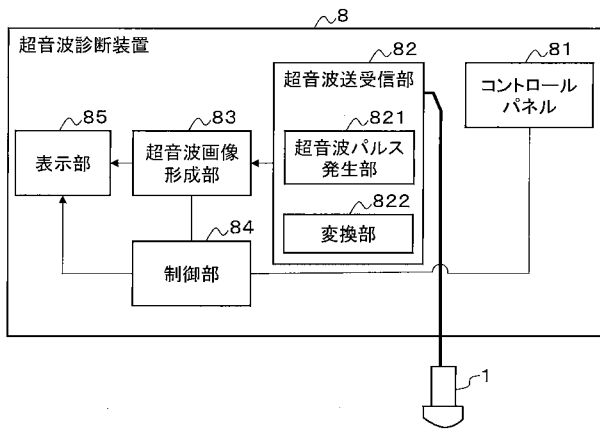 8
超音波診断装置
82
81
超音波送受信部
コントロール
パネル
85
83
821
表示部
超音波画像
形成部
超音波パルス
発生部
822
84
変換部
制御部
1